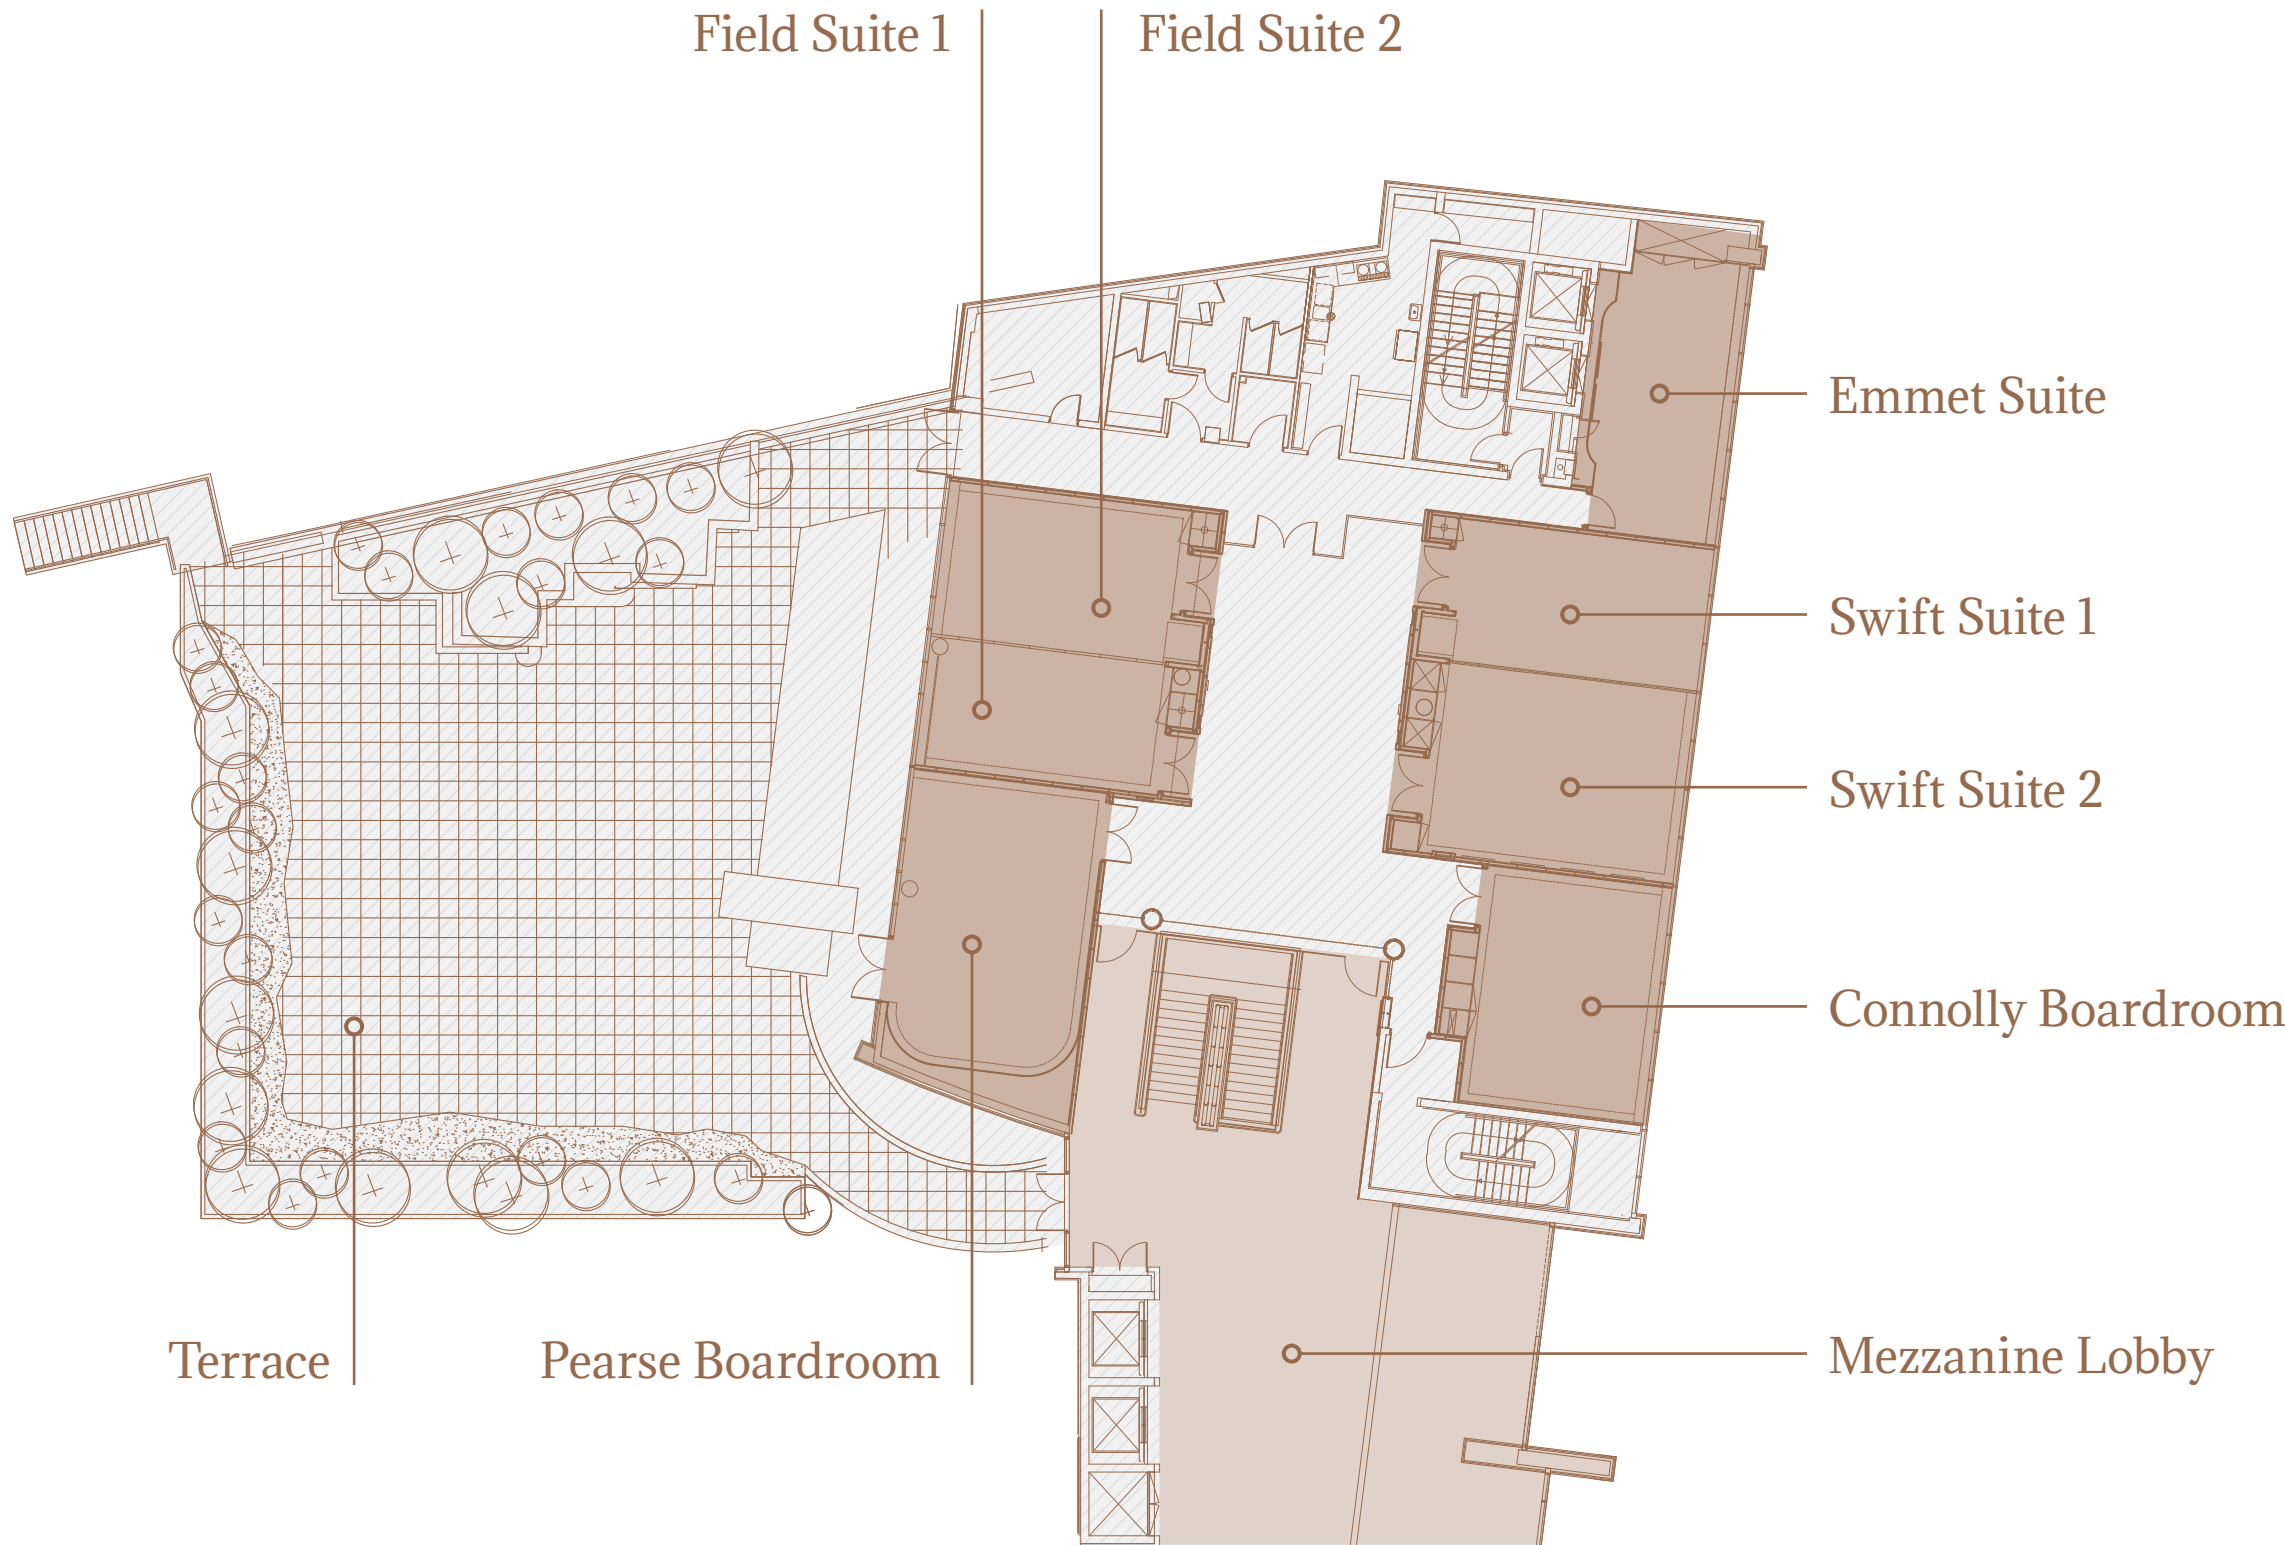 Field Suite 1
Field Suite 2
Emmet Suite
Swift Suite 1
Swift Suite 2
Connolly Boardroom
Terrace
Pearse Boardroom
Mezzanine Lobby